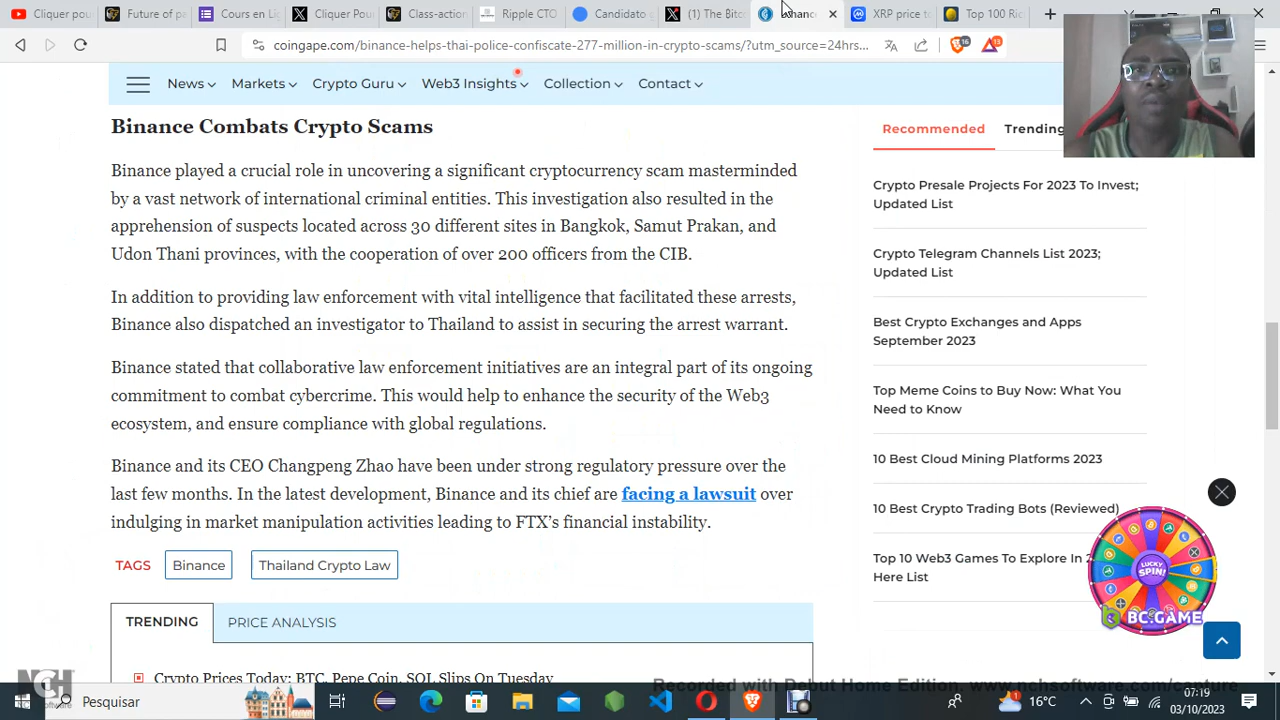 Cliquer Pou
Future of pa
Cours en Li
Cliquer Poug
Class-action
Ripple CTO
Candidato g
(1) The Bitco
Binance
XRP price to
Top 100 Ric
coingape.com/binance-helps-thai-police-confiscate-277-million-in-crypto-scams/?utm_source=24hrs...
16
13
News
Markets
Crypto Guru
Web3 Insights
Collection
Contact
Binance Combats Crypto Scams
Binance played a crucial role in uncovering a significant cryptocurrency scam masterminded
by a vast network of international criminal entities. This investigation also resulted in the
apprehension of suspects located across 30 different sites in Bangkok, Samut Prakan, and
Udon Thani provinces, with the cooperation of over 200 officers from the CIB.
In addition to providing law enforcement with vital intelligence that facilitated these arrests,
Binance also dispatched an investigator to Thailand to assist in securing the arrest warrant.
Binance stated that collaborative law enforcement initiatives are an integral part of its ongoing
commitment to combat cybercrime. This would help to enhance the security of the Web3
ecosystem, and ensure compliance with global regulations.
Binance and its CEO Changpeng Zhao have been under strong regulatory pressure over the
last few months. In the latest development, Binance and its chief are facing a lawsuit over
indulging in market manipulation activities leading to FTX's financial instability.
TAGS
Binance
Thailand Crypto Law
TRENDING
PRICE ANALYSIS
Crypto Prices Today: BTC, Pepe Coin, SOL Slips On Tuesday
Recommended
Trending
Crypto Presale Projects For 2023 To Invest;
Updated List
Crypto Telegram Channels List 2023;
Updated List
Best Crypto Exchanges and Apps
September 2023
Top Meme Coins to Buy Now: What You
Need to Know
10 Best Cloud Mining Platforms 2023
10 Best Crypto Trading Bots (Reviewed)
Top 10 Web3 Games To Explore In 2
Here List
LUCKY
SPIN!
BC.GAME
NCH
Software
Recorded with Debut Home Edition. www.nchsoftware.com/capture
Pesquisar
16°C
07:19
03/10/2023